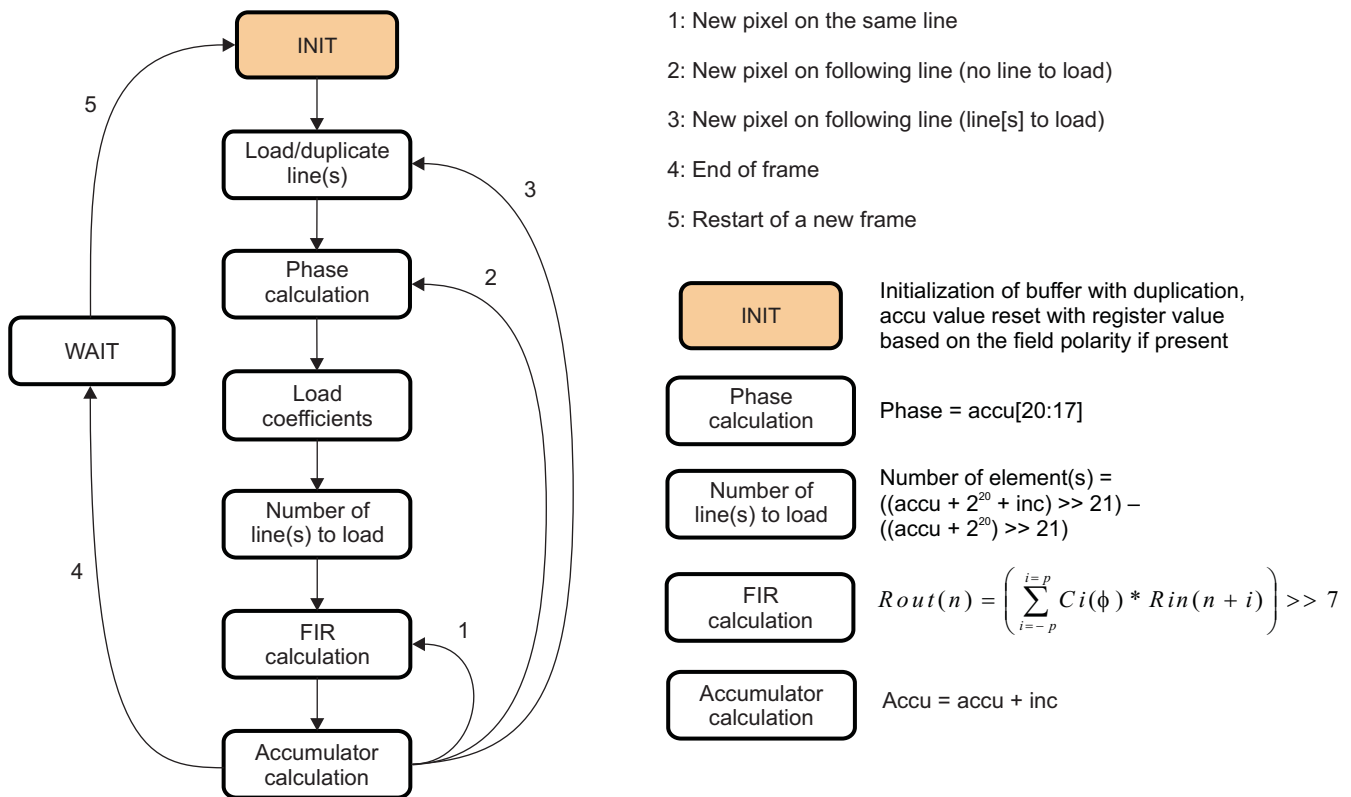 INIT
Load/duplicate
line(s)
Phase
calculation
Load
coefficients
Number of
line(s) to load
FIR
calculation
Accumulator
calculation
WAIT
5
4
3
2
1
1: New pixel on the same line
2: New pixel on following line (no line to load)
3: New pixel on following line (line[s] to load)
4: End of frame
5: Restart of a new frame
INIT
Initialization of buffer with duplication,
accu value reset with register value
based on the field polarity if present
Phase
calculation
Phase = accu[20:17]
Number of
line(s) to load
Number of element(s) =
((accu + 2²⁰ + inc) >> 21) –
((accu + 2²⁰) >> 21)
FIR
calculation
Rout(n) = ( ∑_{i=-p}^{i=p} Ci(ϕ) * Rin(n + i) ) >> 7
Accumulator
calculation
Accu = accu + inc